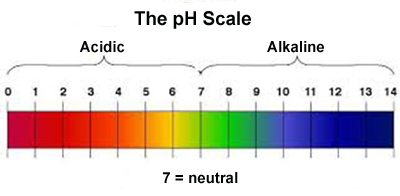 The pH Scale
Acidic Alkaline
0 1 2 3 4 5 6 7 8 9 10 11 12 13 14
7 = neutral